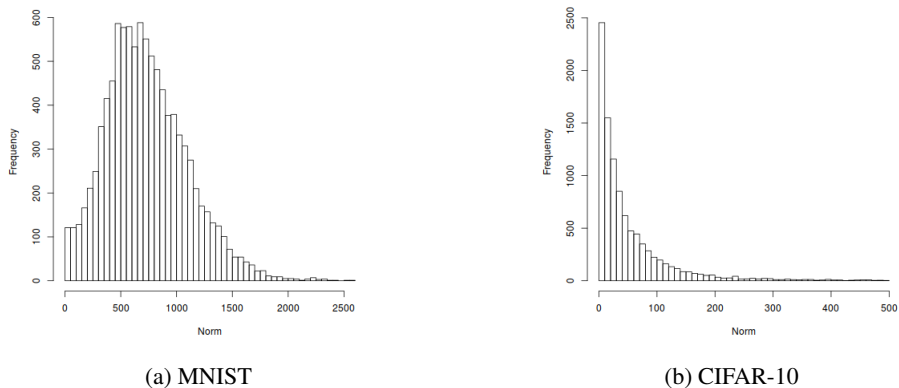 600
500
400
300
200
100
0
Frequency
0 500 1000 1500 2000 2500
Norm
(a) MNIST
2500
2000
1500
1000
500
0
Frequency
0 100 200 300 400 500
Norm
(b) CIFAR-10